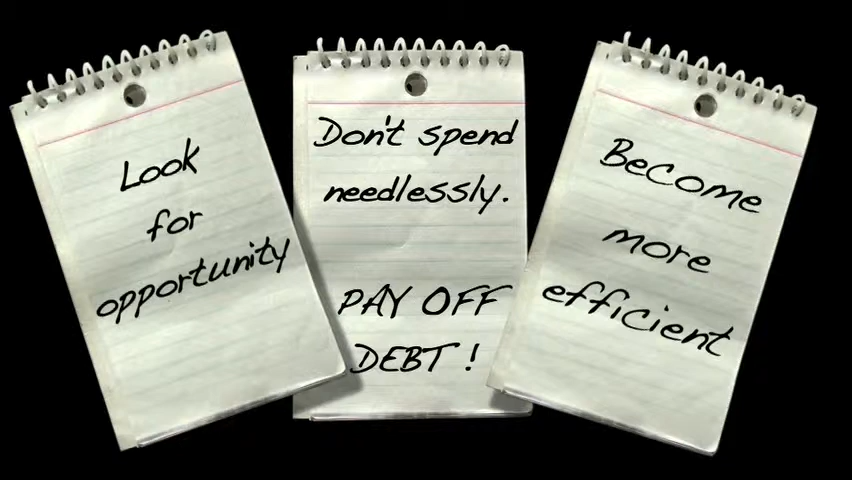 Look
for
opportunity
Don't spend
needlessly.
PAY OFF
DEBT!
Become
more
efficient